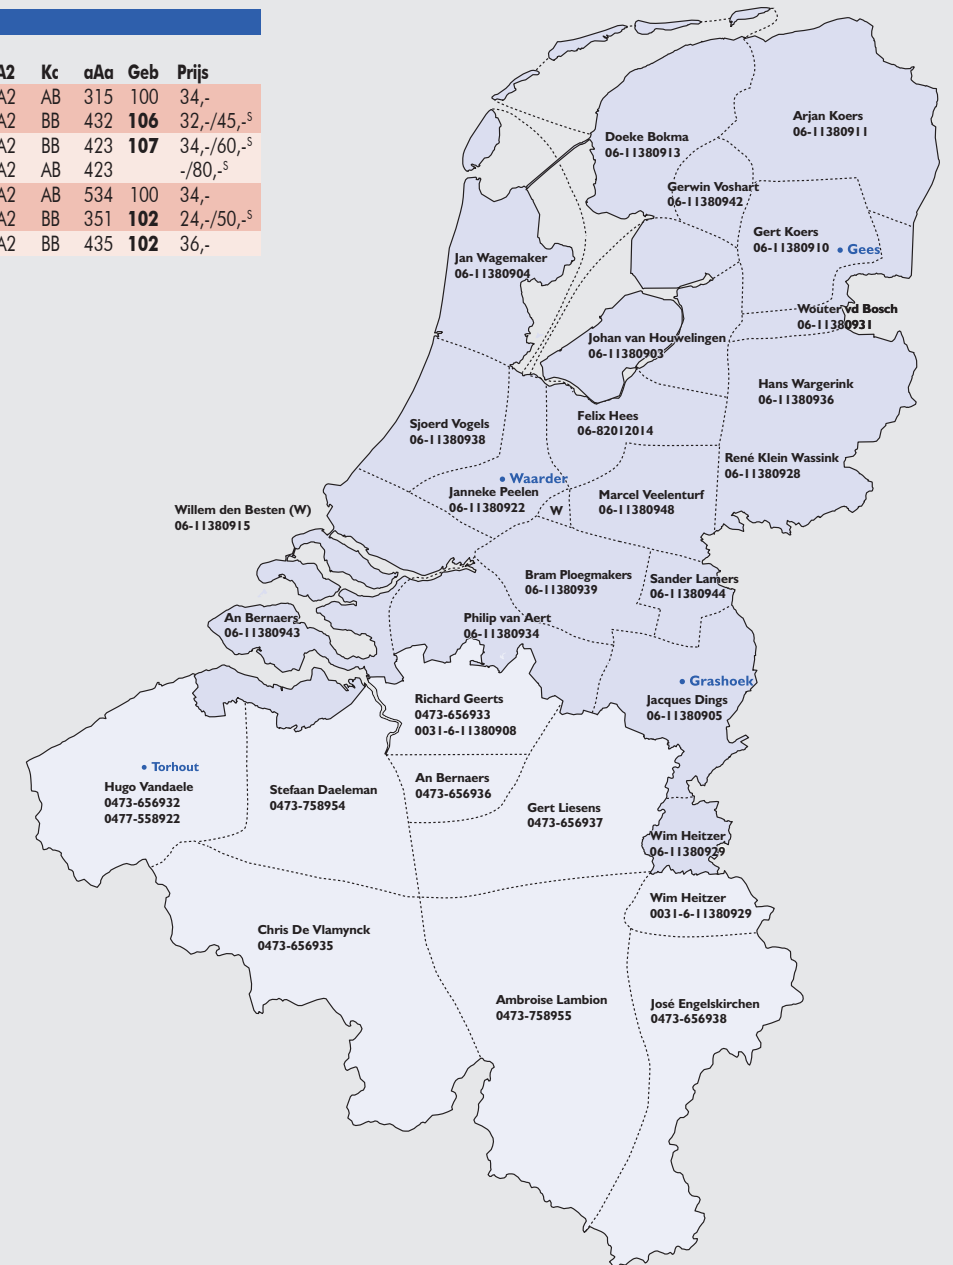 A2 Kc aAa Geb Prijs
A2 AB 315 100 34,-
A2 BB 432 106 32,-/45,-S
A2 BB 423 107 34,-/60,-S
A2 AB 423 -/80,-S
A2 AB 534 100 34,-
A2 BB 351 102 24,-/50,-S
A2 BB 435 102 36,-
Arjan Koers
06-11380911
Doeke Bokma
06-11380913
Gerwin Voshart
06-11380942
Gert Koers
06-11380910
• Gees
Jan Wagemaker
06-11380904
Wouter vd Bosch
06-11380931
Johan van Houwelingen
06-11380903
Hans Wargerink
06-11380936
Felix Hees
06-82012014
Sjoerd Vogels
06-11380938
René Klein Wassink
06-11380928
• Waarder
Janneke Peelen
06-11380922
Marcel Veelenturf
06-11380948
W
Willem den Besten (W)
06-11380915
Bram Ploegmakers
06-11380939
Sander Lamers
06-11380944
An Bernaers
06-11380943
Philip van Aert
06-11380934
• Grashoek
Jacques Dings
06-11380905
Richard Geerts
0473-656933
0031-6-11380908
• Torhout
Hugo Vandaele
0473-656932
0477-558922
Stefaan Daeleman
0473-758954
An Bernaers
0473-656936
Gert Liesens
0473-656937
Wim Heitzer
06-11380929
Wim Heitzer
0031-6-11380929
Chris De Vlamynck
0473-656935
Ambroise Lambion
0473-758955
José Engelskirchen
0473-656938